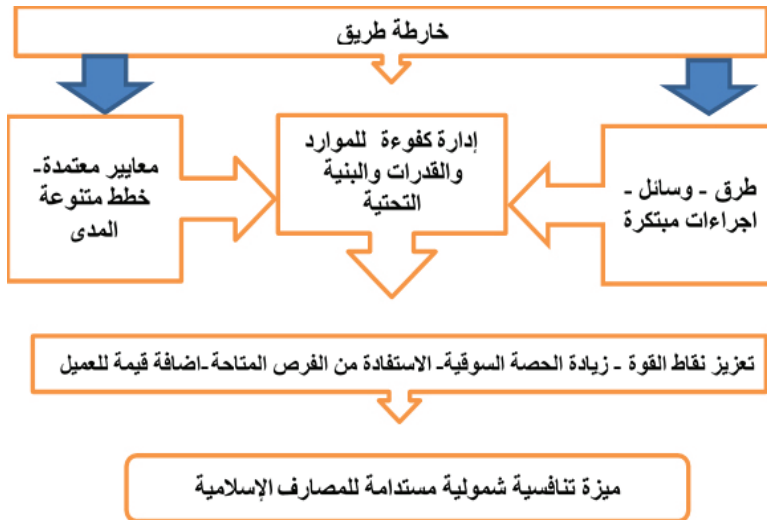 خارطة طريق
طرق - وسائل -
اجراءات مبتكرة
إدارة كفوءة للموارد
والقدرات والبنية
التحتية
معايير معتمدة-
خطط متنوعة
المدى
تعزيز نقاط القوة - زيادة الحصة السوقية- الاستفادة من الفرص المتاحة-اضافة قيمة للعميل
ميزة تنافسية شمولية مستدامة للمصارف الإسلامية